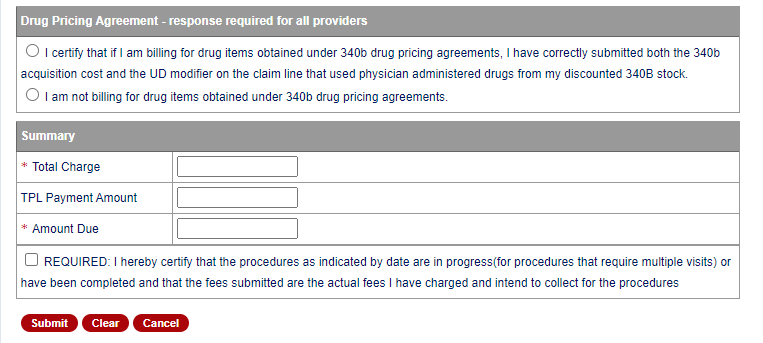 Drug Pricing Agreement - response required for all providers
I certify that if I am billing for drug items obtained under 340b drug pricing agreements, I have correctly submitted both the 340b
acquisition cost and the UD modifier on the claim line that used physician administered drugs from my discounted 340B stock.
I am not billing for drug items obtained under 340b drug pricing agreements.
Summary
* Total Charge
TPL Payment Amount
* Amount Due
REQUIRED: I hereby certify that the procedures as indicated by date are in progress(for procedures that require multiple visits) or
have been completed and that the fees submitted are the actual fees I have charged and intend to collect for the procedures
Submit Clear Cancel